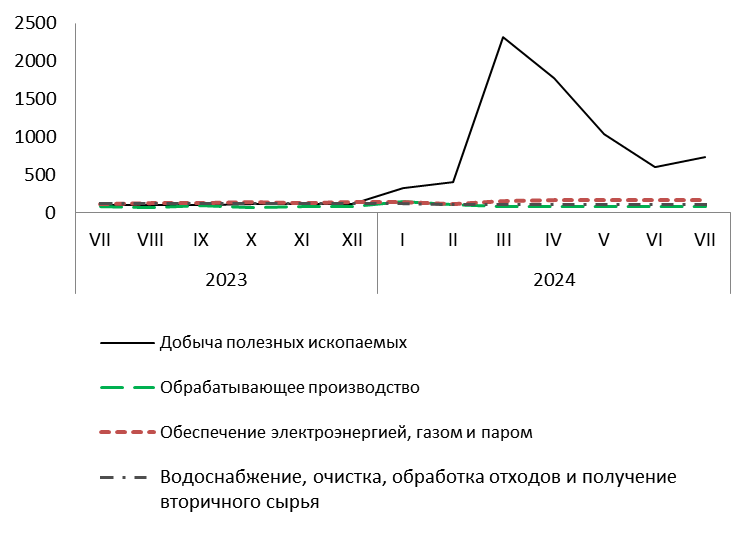 2500
2000
1500
1000
500
0
VII VIII IX X XI XII I II III IV V VI VII
2023 2024
Добыча полезных ископаемых
Обрабатывающее производство
Обеспечение электроэнергией, газом и паром
Водоснабжение, очистка, обработка отходов и получение
вторичного сырья